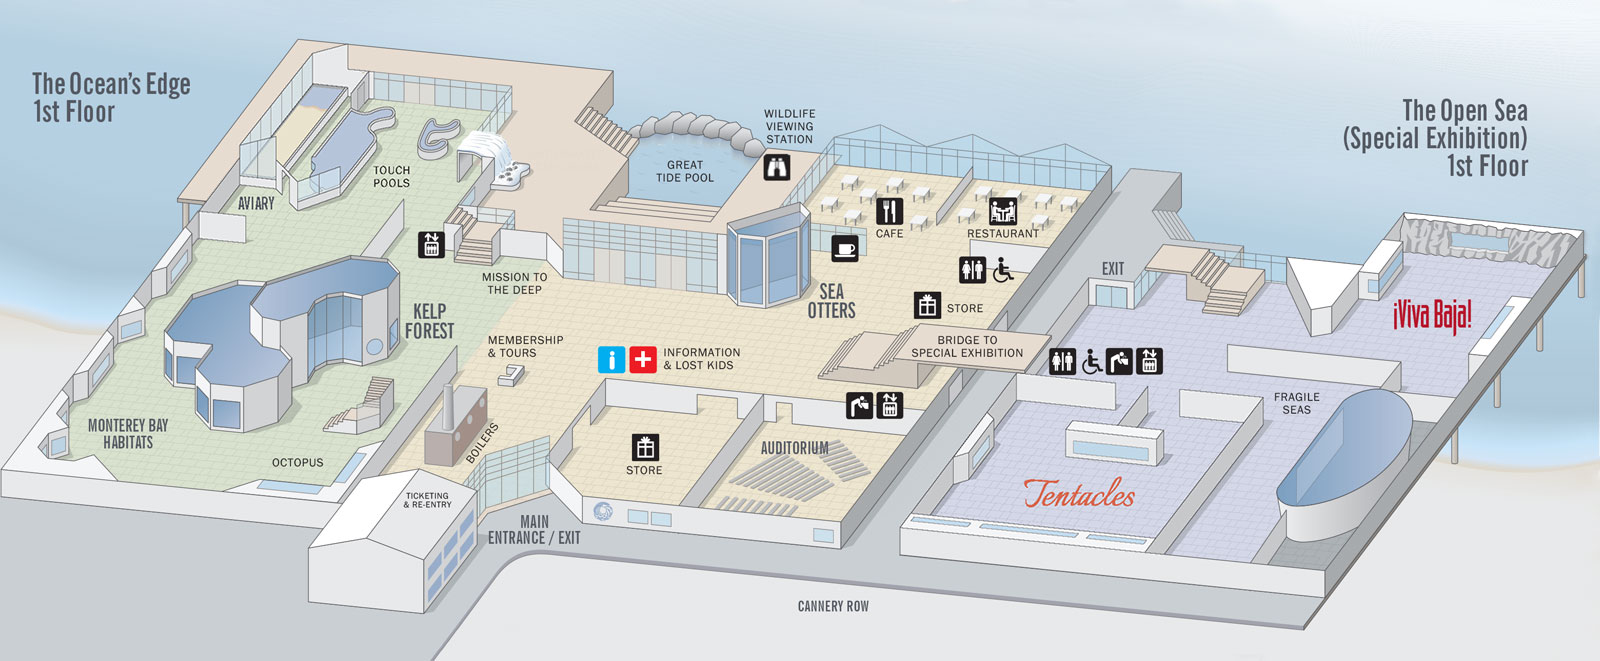 The Ocean's Edge
1st Floor
The Open Sea
(Special Exhibition)
1st Floor
WILDLIFE
VIEWING
STATION
GREAT
TIDE POOL
TOUCH
POOLS
AVIARY
CAFE
RESTAURANT
MISSION TO
THE DEEP
SEA
OTTERS
STORE
EXIT
¡Viva Baja!
KELP
FOREST
MEMBERSHIP
& TOURS
i
INFORMATION
& LOST KIDS
BRIDGE TO
SPECIAL EXHIBITION
FRAGILE
SEAS
MONTEREY BAY
HABITATS
OCTOPUS
BOILERS
STORE
AUDITORIUM
Tentacles
TICKETING
& RE-ENTRY
MAIN
ENTRANCE / EXIT
CANNERY ROW